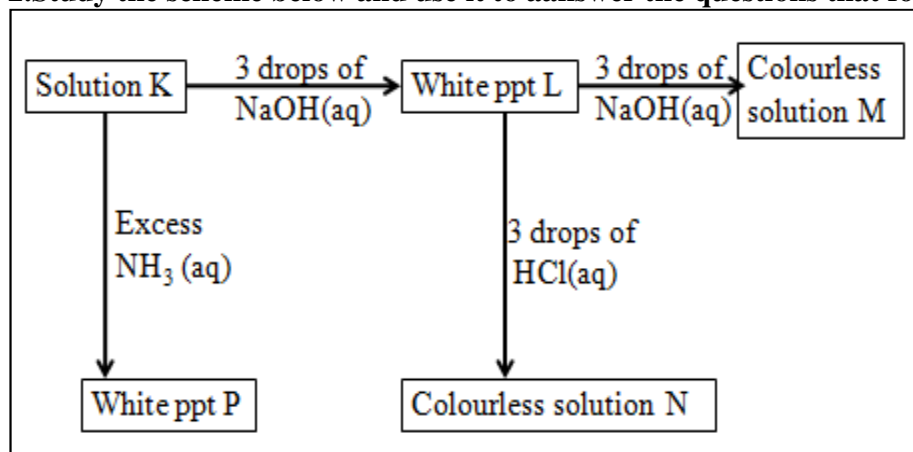 2.Study the scheme below and use it to aanswer the questions that fo
Solution K
3 drops of
NaOH(aq)
White ppt L
3 drops of
NaOH(aq)
Colourless
solution M
Excess
NH₃ (aq)
3 drops of
HCl(aq)
White ppt P
Colourless solution N